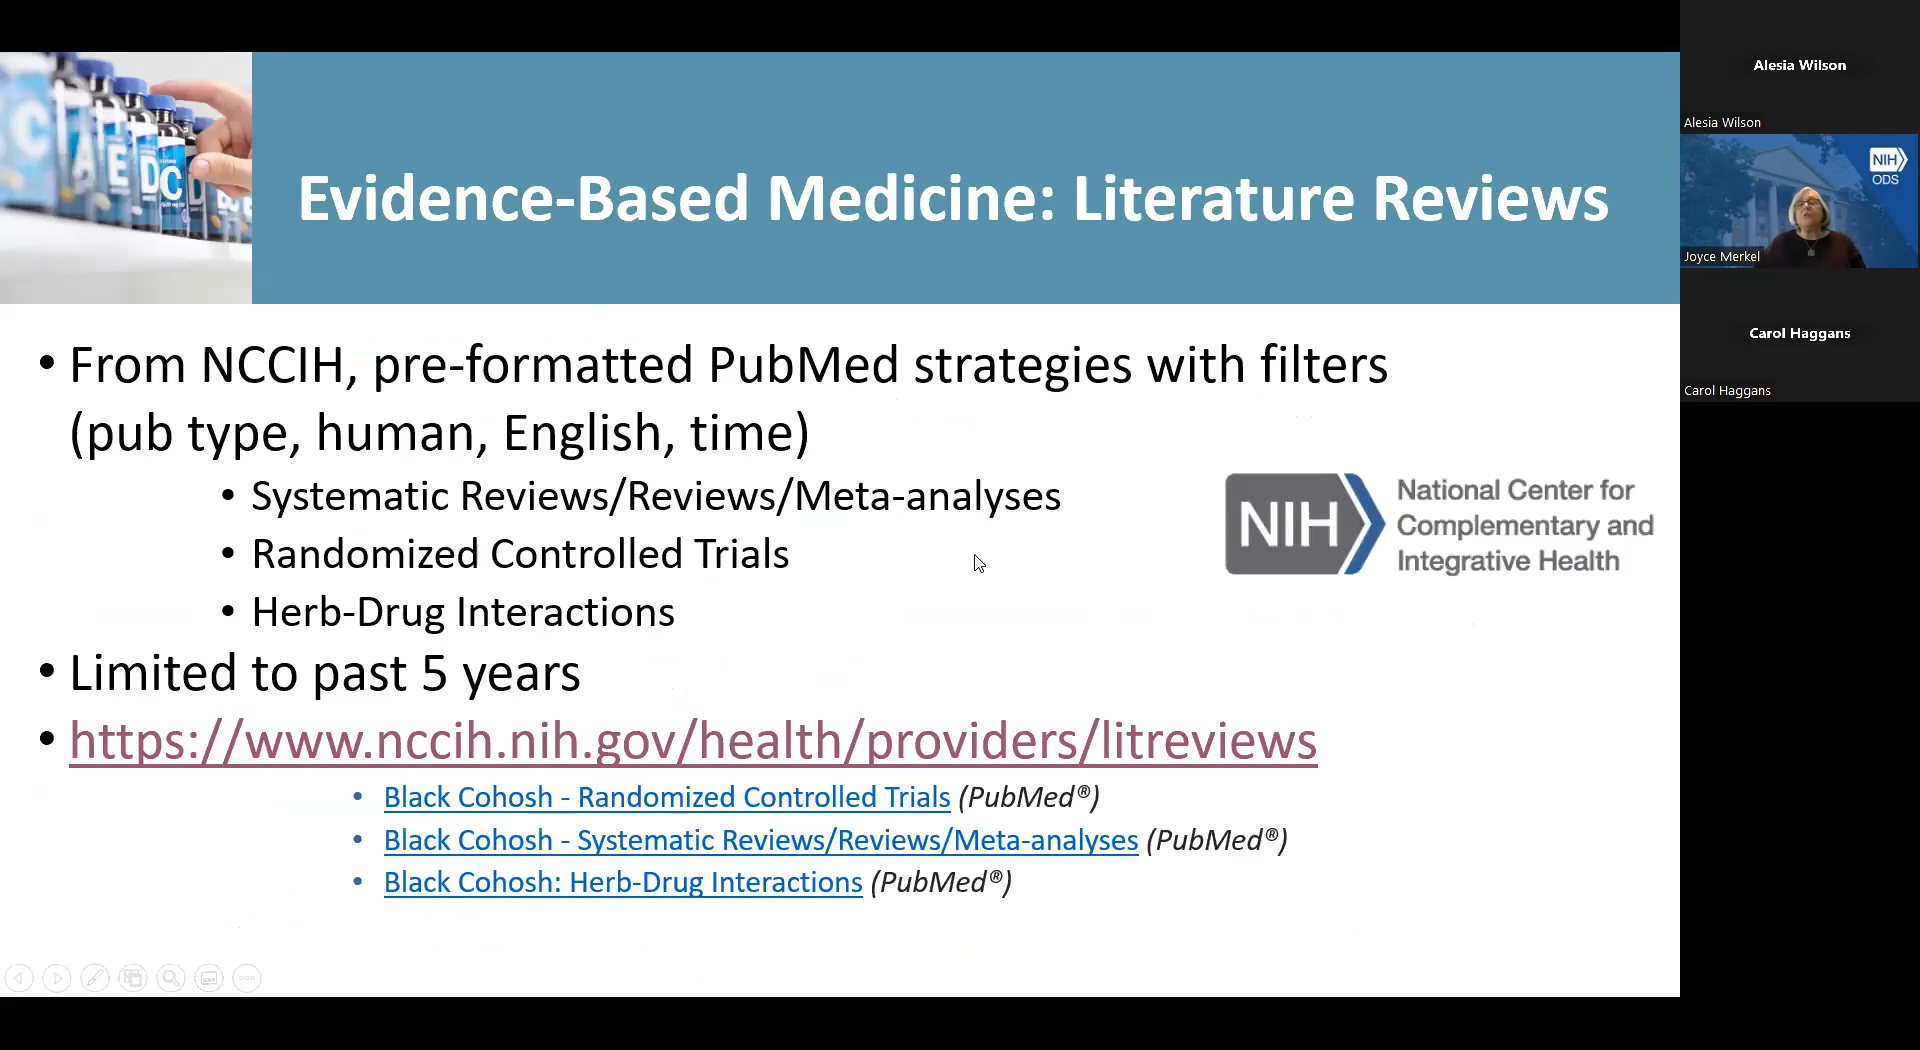 Evidence-Based Medicine: Literature Reviews
• From NCCIH, pre-formatted PubMed strategies with filters
(pub type, human, English, time)
• Systematic Reviews/Reviews/Meta-analyses
• Randomized Controlled Trials
• Herb-Drug Interactions
NIH
National Center for
Complementary and
Integrative Health
• Limited to past 5 years
• https://www.nccih.nih.gov/health/providers/litreviews
• Black Cohosh - Randomized Controlled Trials (PubMed®)
• Black Cohosh - Systematic Reviews/Reviews/Meta-analyses (PubMed®)
• Black Cohosh: Herb-Drug Interactions (PubMed®)
C
A
E
D
C
D
Alesia Wilson
Alesia Wilson
NIH
ODS
Joyce Merkel
Carol Haggans
Carol Haggans